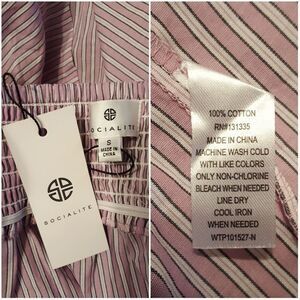 OCIALITE
S
MADE IN
CHINA
SOCIALITE
100% COTTON
RN#131335
MADE IN CHINA
MACHINE WASH COLD
WITH LIKE COLORS
ONLY NON-CHLORINE
BLEACH WHEN NEEDED
LINE DRY
COOL IRON
WHEN NEEDED
WTP101527-N